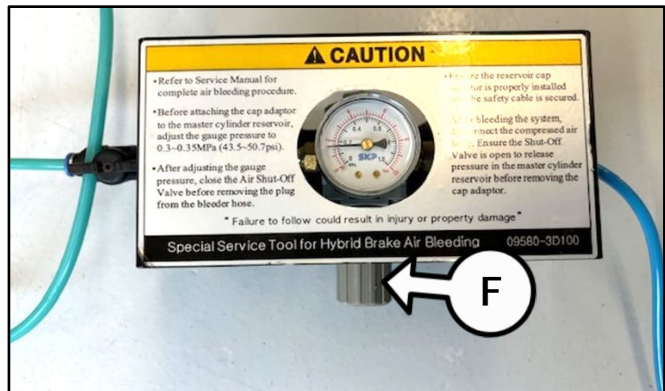 CAUTION
•Refer to Service Manual for
complete air bleeding procedure.
•Before attaching the cap adaptor
to the master cylinder reservoir,
adjust the gauge pressure to
0.3~0.35MPa (43.5~50.7psi).
•After adjusting the gauge
pressure, close the Air Shut-Off
Valve before removing the plug
from the bleeder hose.
the reservoir cap
is properly installed
safety cable is secured.
bleeding the system,
the compressed air
Ensure the Shut-Off
Valve is open to release
pressure in the master cylinder
reservoir before removing the
cap adaptor.
SKP
"Failure to follow could result in injury or property damage"
Special Service Tool for Hybrid Brake Air Bleeding 09580-3D100
F